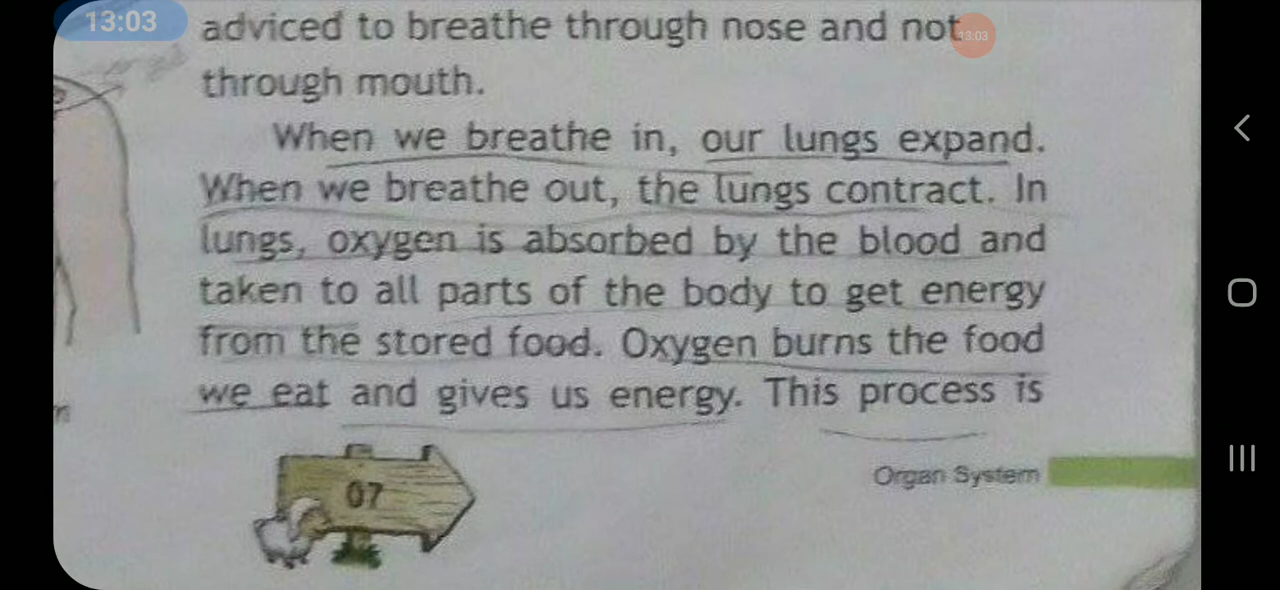 13:03
adviced to breathe through nose and not
13:03
through mouth.
When we breathe in, our lungs expand.
When we breathe out, the lungs contract. In
lungs, oxygen is absorbed by the blood and
taken to all parts of the body to get energy
from the stored food. Oxygen burns the food
we eat and gives us energy. This process is
07
Organ System